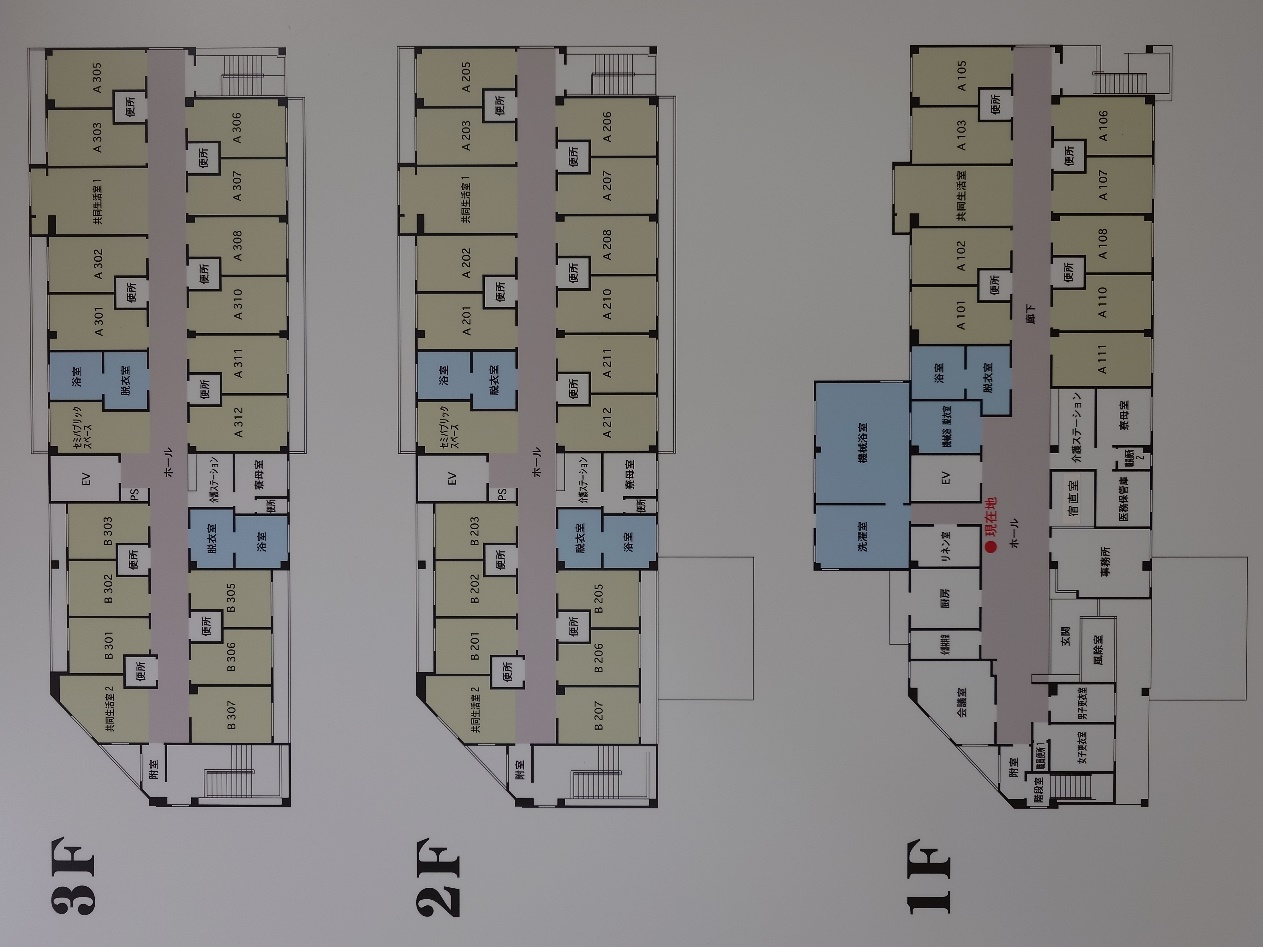 3F
共同生活室 2
B 301
B 302
B 303
便所
便所
附室
PS
EV
セミパブリック
スペース
浴室
脱衣室
A 301
A 302
便所
共同生活室 1
A 303
A 305
便所
ホール
B 307
B 306
B 305
便所
脱衣室
浴室
介護ステーション
寮母室
便所
A 312
A 311
便所
A 310
A 308
便所
A 307
A 306
便所
2F
共同生活室 2
B 201
B 202
B 203
便所
便所
附室
PS
EV
セミパブリック
スペース
浴室
脱衣室
A 201
A 202
便所
共同生活室 1
A 203
A 205
便所
ホール
B 207
B 206
B 205
便所
脱衣室
浴室
介護ステーション
寮母室
便所
A 212
A 211
便所
A 210
A 208
便所
A 207
A 206
便所
1F
洗濯室
機械浴室
会議室
厨房
リネン室
EV
機械浴 脱衣室
浴室
脱衣室
A 101
A 102
便所
共同生活室
A 103
A 105
便所
附室
現在地
ホール
廊下
階段室
職員便所 1
女子更衣室
男子更衣室
玄関
風除室
事務所
宿直室
医務保管庫
介護ステーション
寮母室
A 111
A 110
A 108
便所
A 107
A 106
便所